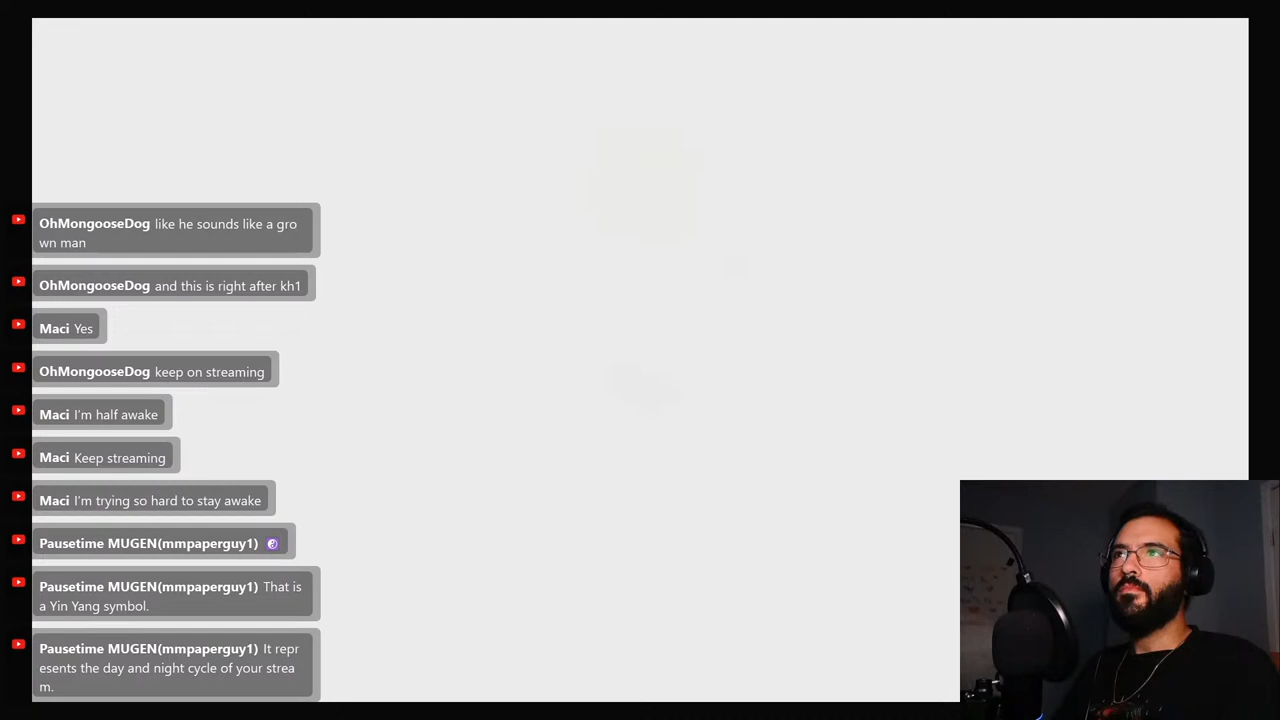 OhMongooseDog like he sounds like a gro
wn man
OhMongooseDog and this is right after kh1
Maci Yes
OhMongooseDog keep on streaming
Maci I'm half awake
Maci Keep streaming
Maci I'm trying so hard to stay awake
Pausetime MUGEN(mmpaperguy1)
Pausetime MUGEN(mmpaperguy1) That is
a Yin Yang symbol.
Pausetime MUGEN(mmpaperguy1) It repr
esents the day and night cycle of your strea
m.